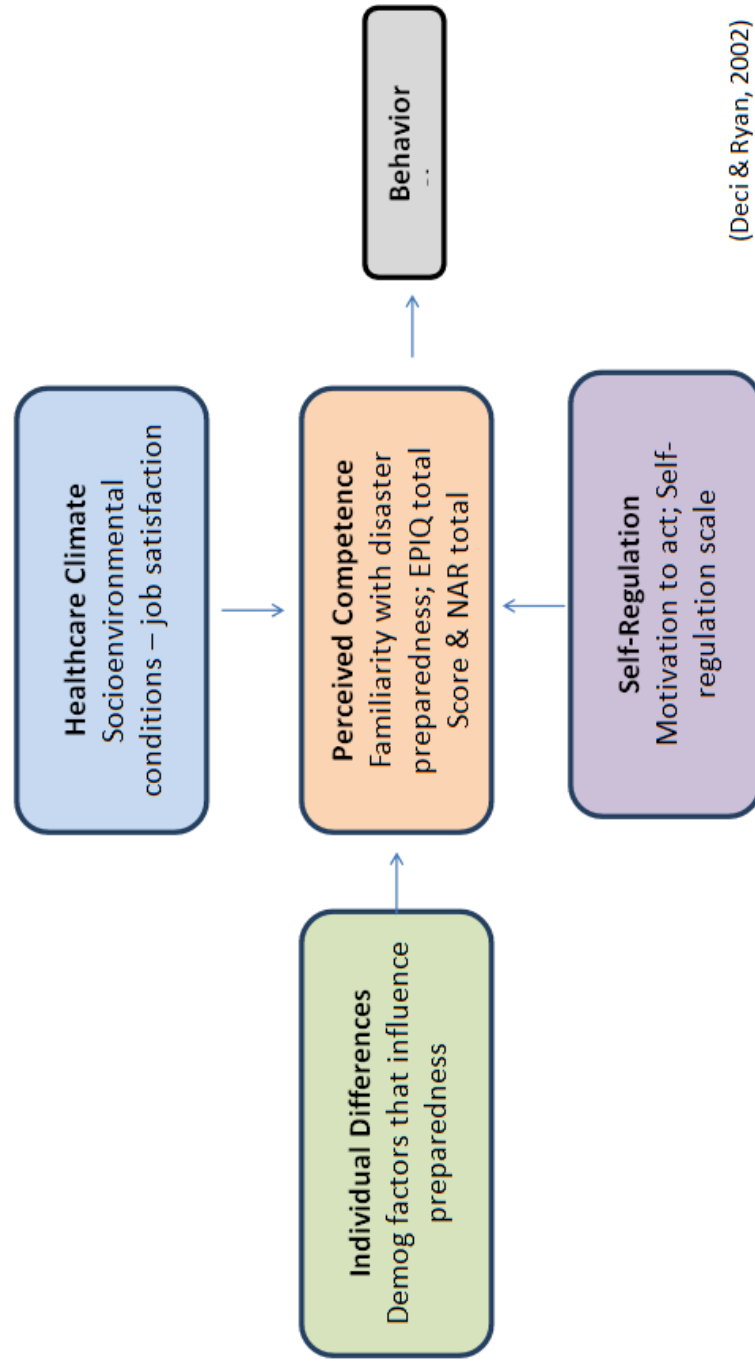 Healthcare Climate
Socioenvironmental
conditions – job satisfaction
Individual Differences
Demog factors that influence
preparedness
Perceived Competence
Familiarity with disaster
preparedness; EPIQ total
Score & NAR total
Behavior
Self-Regulation
Motivation to act; Self-
regulation scale
(Deci & Ryan, 2002)